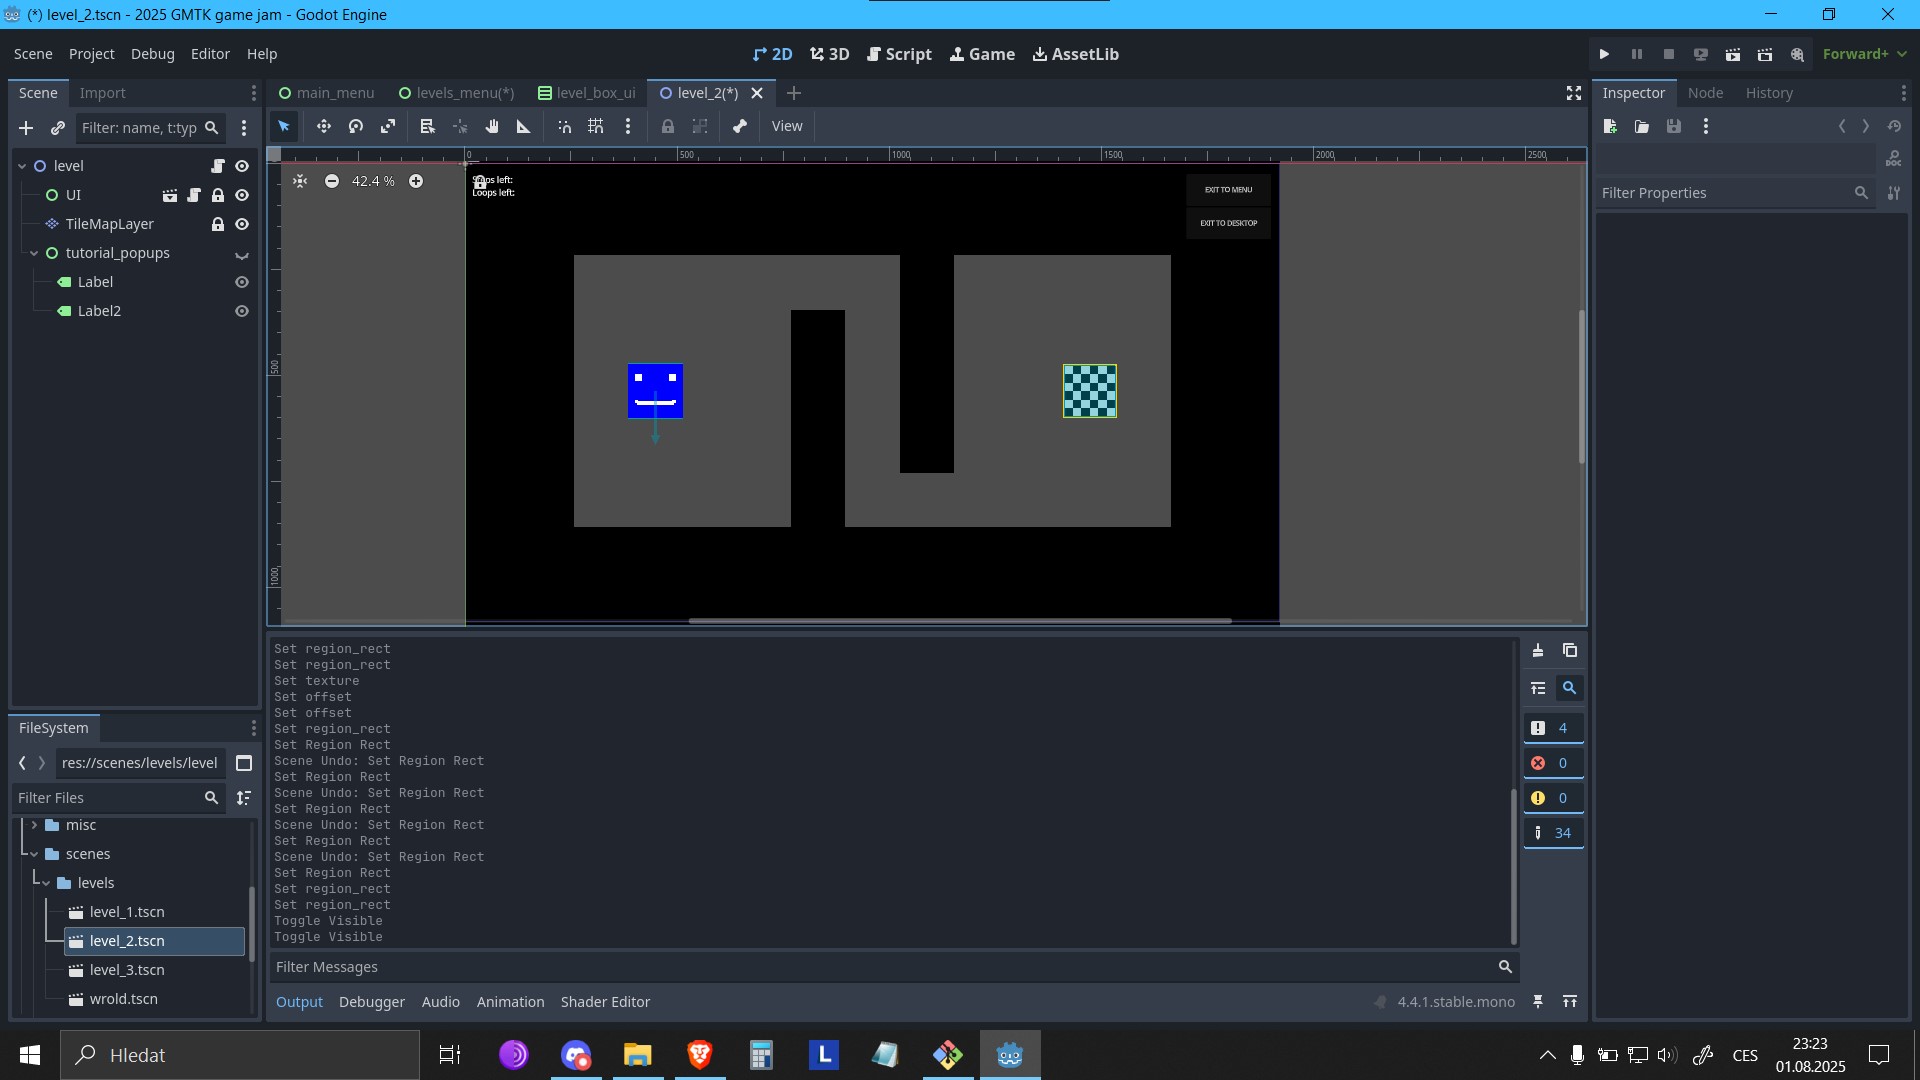 (*) level_2.tscn - 2025 GMTK game jam - Godot Engine
Scene Project Debug Editor Help
2D 3D Script Game AssetLib
Forward+
Scene Import
main_menu levels_menu(*) level_box_ui level_2(*)
Inspector Node History
Filter: name, t:typ
View
level
UI
TileMapLayer
tutorial_popups
Label
Label2
0 500 1000 1500 2000 2500
42.4 %
left:
Loops left:
EXIT TO MENU
EXIT TO DESKTOP
500
1000
DOC
Filter Properties
Set region_rect
Set region_rect
Set texture
Set offset
Set offset
Set region_rect
Set Region Rect
Scene Undo: Set Region Rect
Set Region Rect
Scene Undo: Set Region Rect
Set Region Rect
Scene Undo: Set Region Rect
Set Region Rect
Scene Undo: Set Region Rect
Set Region Rect
Set region_rect
Set region_rect
Toggle Visible
Toggle Visible
4
0
0
34
Filter Messages
Output Debugger Audio Animation Shader Editor
4.4.1.stable.mono
FileSystem
res://scenes/levels/level
Filter Files
misc
scenes
levels
level_1.tscn
level_2.tscn
level_3.tscn
wrold.tscn
Hledat
L
CES
23:23
01.08.2025